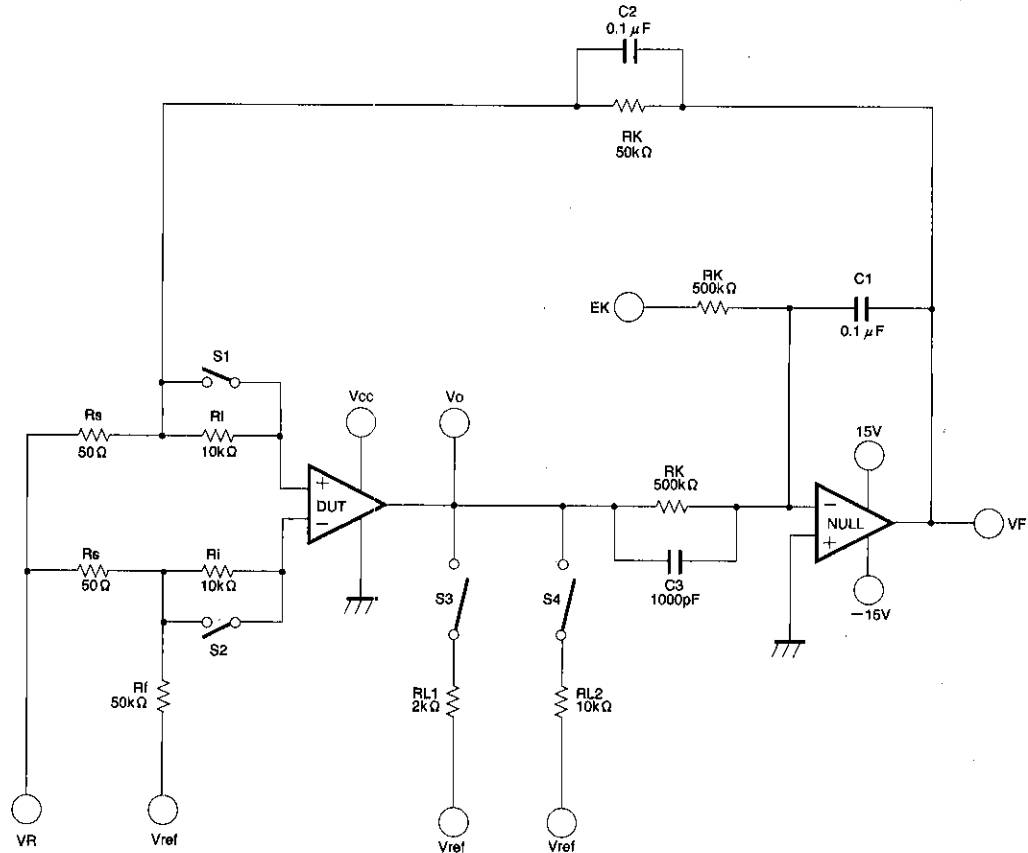 C2
0.1 μF
RK
50kΩ
RK
500kΩ
C1
0.1 μF
EK
S1
Vcc
Vo
Rs
50Ω
RI
10kΩ
RK
500kΩ
15V
+
DUT
−
−
NULL
+
VF
Rs
50Ω
Ri
10kΩ
C3
1000pF
−15V
S2
S3
S4
Rf
50kΩ
RL1
2kΩ
RL2
10kΩ
VR
Vref
Vref
Vref